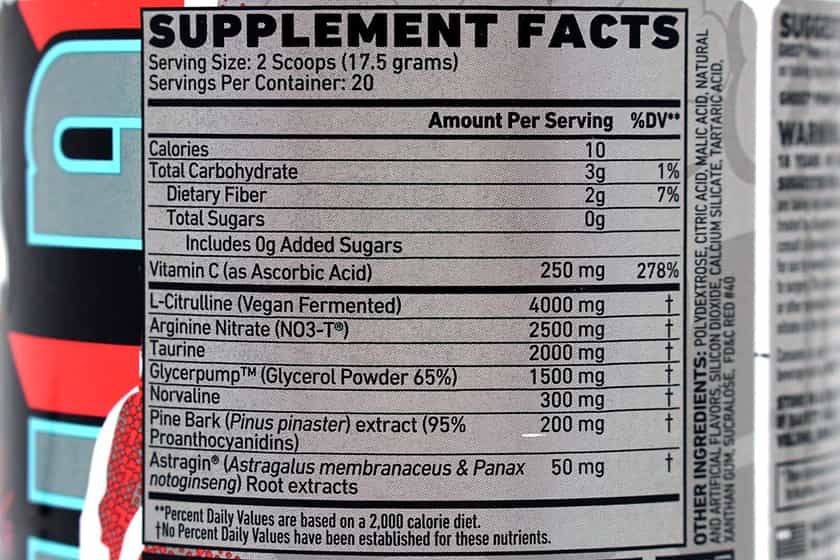 SUPPLEMENT FACTS
Serving Size: 2 Scoops (17.5 grams)
Servings Per Container: 20
Amount Per Serving %DV**
Calories 10
Total Carbohydrate 3g 1%
Dietary Fiber 2g 7%
Total Sugars 0g
Includes 0g Added Sugars
Vitamin C (as Ascorbic Acid) 250 mg 278%
L-Citrulline (Vegan Fermented) 4000 mg †
Arginine Nitrate (NO3-T®) 2500 mg †
Taurine 2000 mg †
Glycerpump™ (Glycerol Powder 65%) 1500 mg †
Norvaline 300 mg †
Pine Bark (Pinus pinaster) extract (95% 200 mg †
Proanthocyanidins)
Astragin® (Astragalus membranaceus & Panax 50 mg †
notoginseng) Root extracts
**Percent Daily Values are based on a 2,000 calorie diet.
†No Percent Daily Values have been established for these nutrients.
OTHER INGREDIENTS: POLYDEXTROSE, CITRIC ACID, MALIC ACID, NATURAL
AND ARTIFICIAL FLAVORS, SILICON DIOXIDE, CALCIUM SILICATE, TARTARIC ACID,
XANTHAN GUM, SUCRALOSE, FD&C RED #40